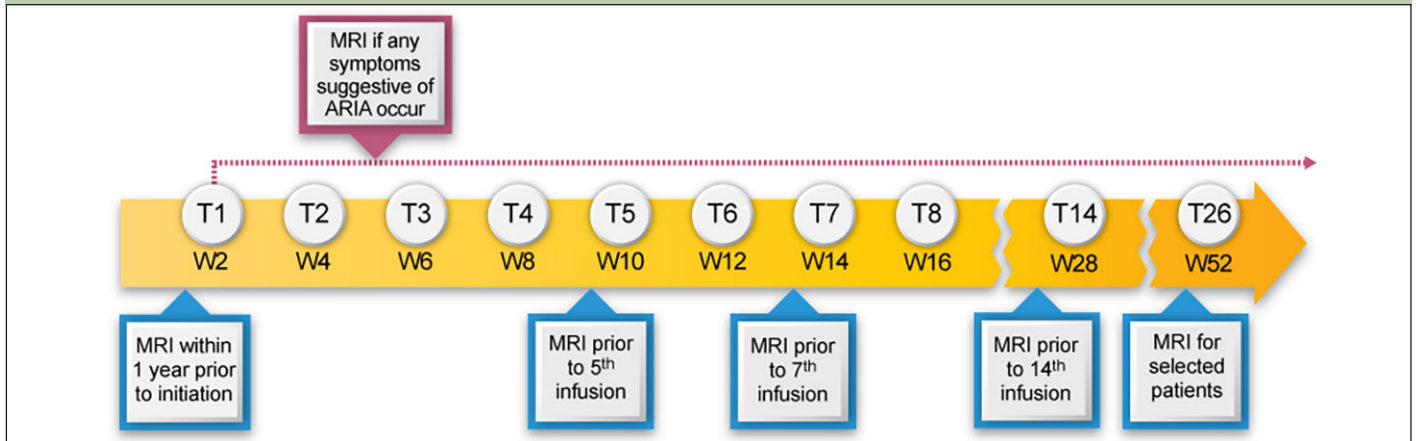 MRI if any
symptoms
suggestive of
ARIA occur
T1 T2 T3 T4 T5 T6 T7 T8 T14 T26
W2 W4 W6 W8 W10 W12 W14 W16 W28 W52
MRI within
1 year prior
to initiation
MRI prior
to 5th
infusion
MRI prior
to 7th
infusion
MRI prior
to 14th
infusion
MRI for
selected
patients